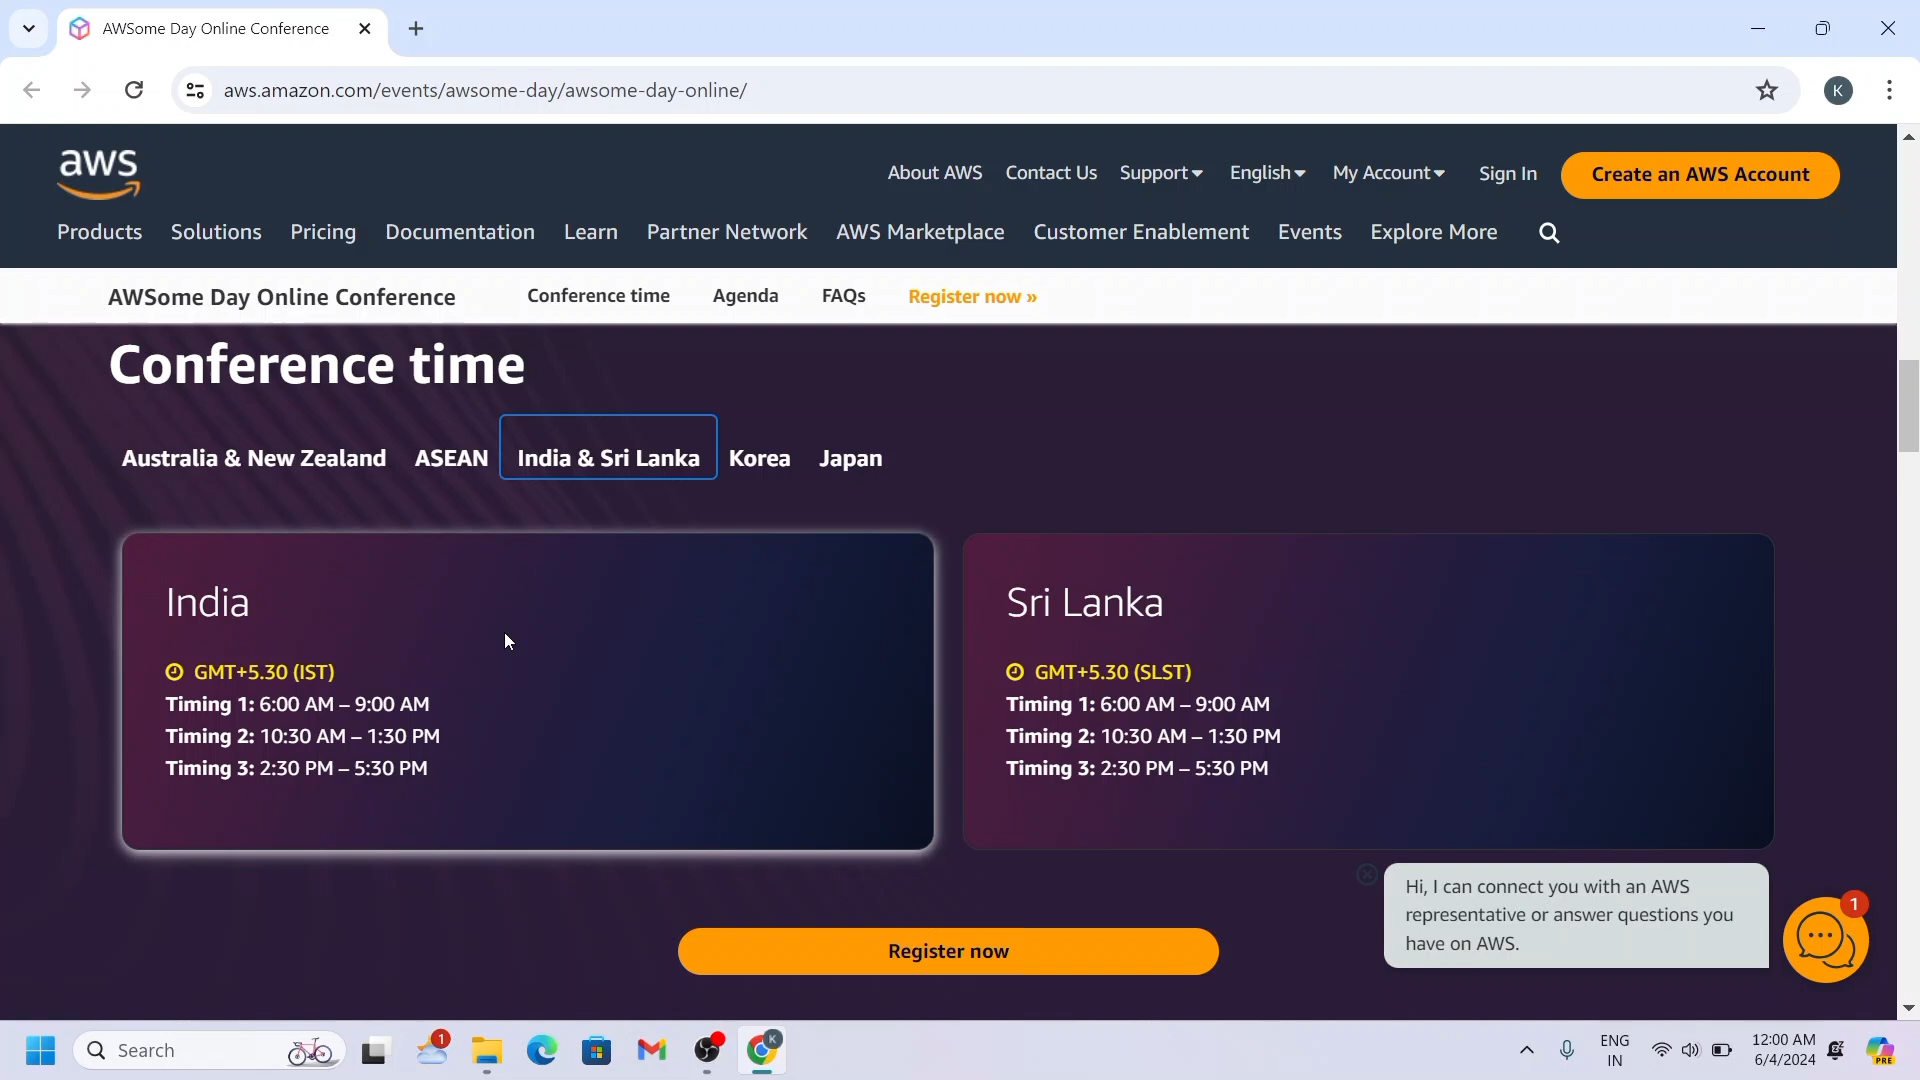 AWSome Day Online Conference
aws.amazon.com/events/awsome-day/awsome-day-online/
K
aws
About AWS Contact Us Support English My Account Sign In Create an AWS Account
Products Solutions Pricing Documentation Learn Partner Network AWS Marketplace Customer Enablement Events Explore More
AWSome Day Online Conference Conference time Agenda FAQs Register now »
Conference time
Australia & New Zealand ASEAN India & Sri Lanka Korea Japan
India
GMT+5.30 (IST)
Timing 1: 6:00 AM – 9:00 AM
Timing 2: 10:30 AM – 1:30 PM
Timing 3: 2:30 PM – 5:30 PM
Sri Lanka
GMT+5.30 (SLST)
Timing 1: 6:00 AM – 9:00 AM
Timing 2: 10:30 AM – 1:30 PM
Timing 3: 2:30 PM – 5:30 PM
Hi, I can connect you with an AWS
representative or answer questions you
have on AWS.
1
Register now
Search
1
K
ENG
IN
12:00 AM
6/4/2024
PRE